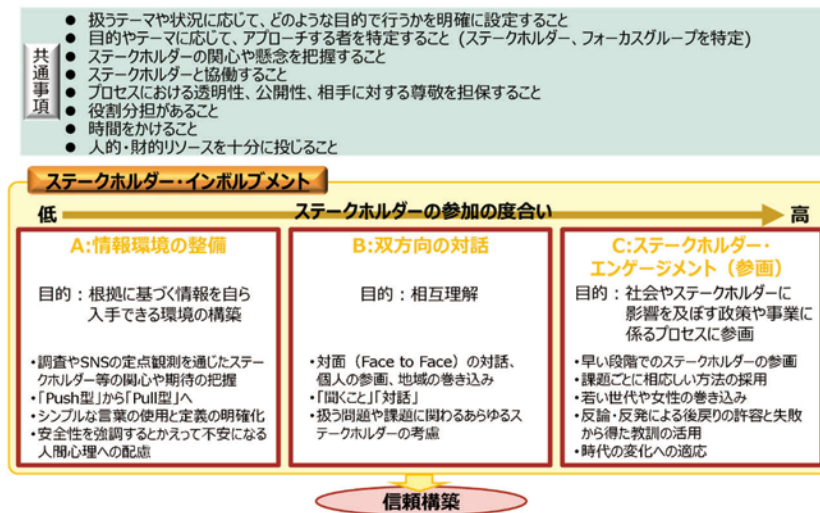 共通事項
● 扱うテーマや状況に応じて、どのような目的で行うかを明確に設定すること
● 目的やテーマに応じて、アプローチする者を特定すること (ステークホルダー、フォーカスグループを特定)
● ステークホルダーの関心や懸念を把握すること
● ステークホルダーと協働すること
● プロセスにおける透明性、公開性、相手に対する尊敬を担保すること
● 役割分担があること
● 時間をかけること
● 人的・財的リソースを十分に投じること
ステークホルダー・インボルブメント
低 ステークホルダーの参加の度合い 高
A:情報環境の整備
目的：根拠に基づく情報を自ら
入手できる環境の構築
・調査やSNSの定点観測を通じたステー
クホルダー等の関心や期待の把握
・「Push型」から「Pull型」へ
・シンプルな言葉の使用と定義の明確化
・安全性を強調するとかえって不安になる
人間心理への配慮
B:双方向の対話
目的：相互理解
・対面（Face to Face）の対話、
個人の参画、地域の巻き込み
・「聞くこと」「対話」
・扱う問題や課題に関わるあらゆるス
テークホルダーの考慮
C:ステークホルダー・
エンゲージメント（参画）
目的：社会やステークホルダーに
影響を及ぼす政策や事業に
係るプロセスに参画
・早い段階でのステークホルダーの参画
・課題ごとに相応しい方法の採用
・若い世代や女性の巻き込み
・反論・反発による後戻りの許容と失敗
から得た教訓の活用
・時代の変化への適応
信頼構築